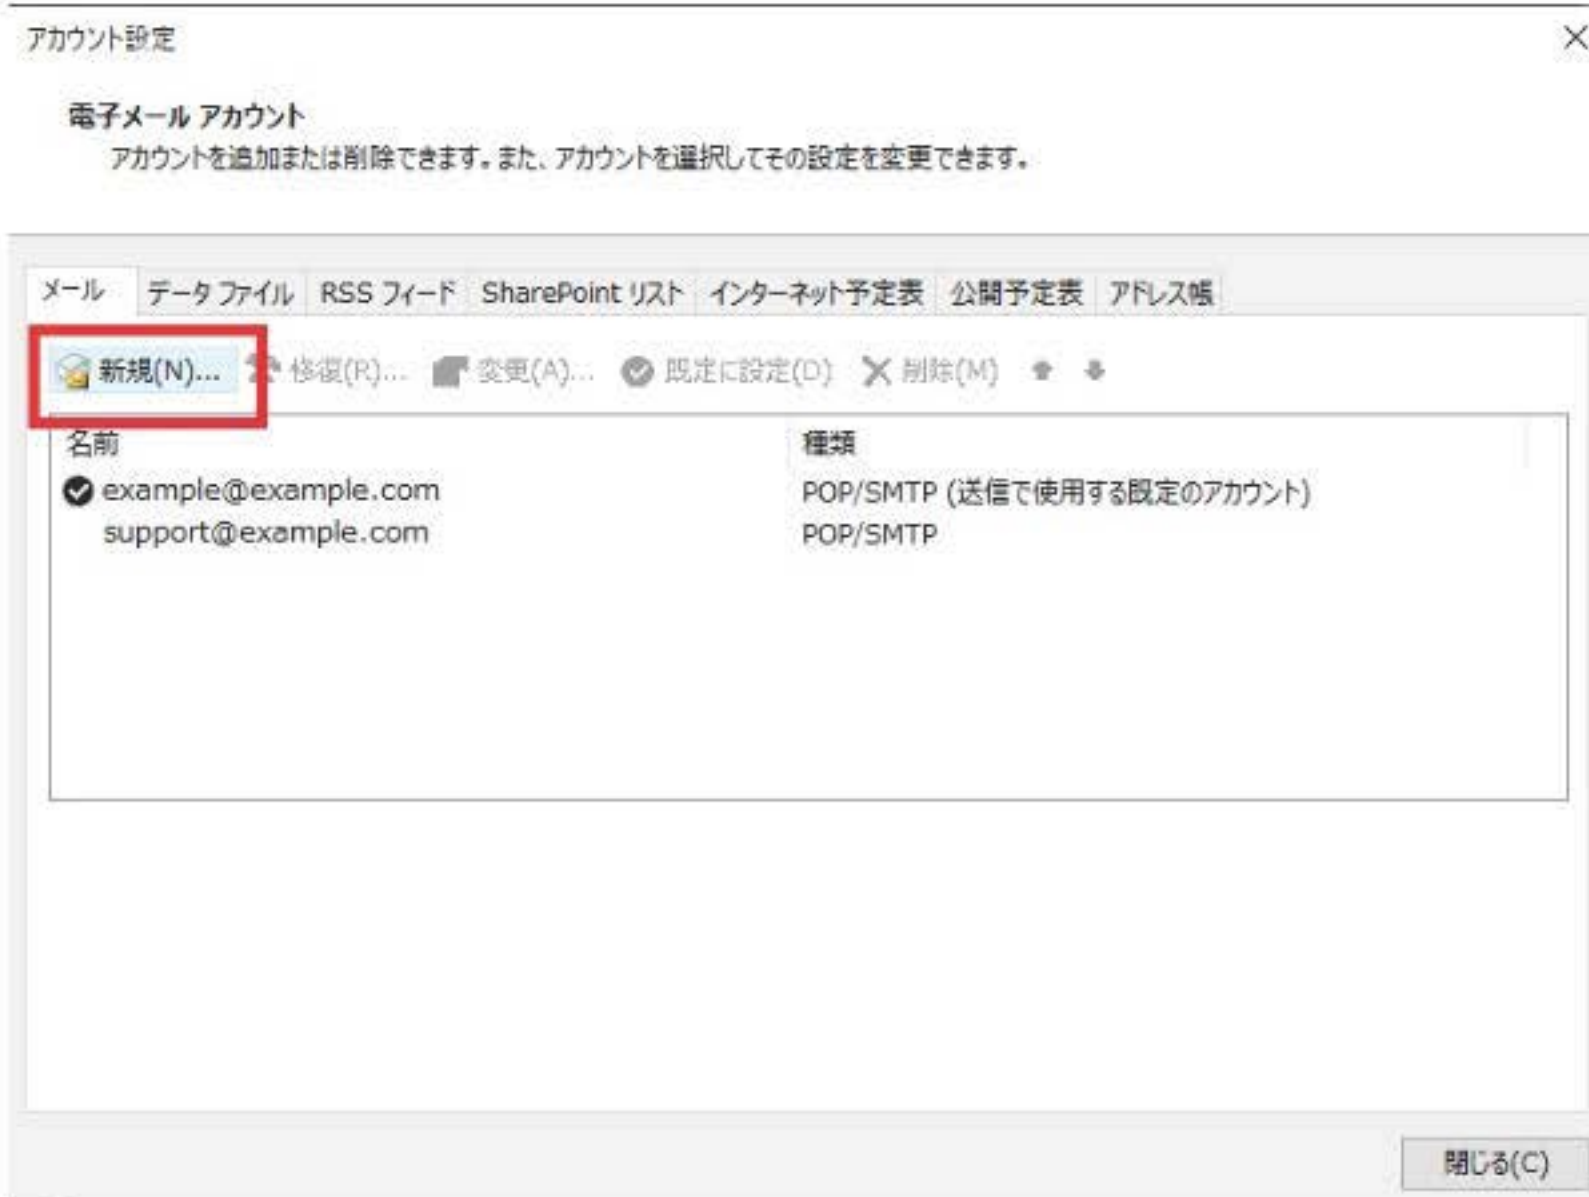 アカウント設定
電子メール アカウント
アカウントを追加または削除できます。また、アカウントを選択してその設定を変更できます。
メール データ ファイル RSS フィード SharePoint リスト インターネット予定表 公開予定表 アドレス帳
新規(N)... 修復(R)... 変更(A)... 既定に設定(D) 削除(M)
名前 種類
example@example.com POP/SMTP (送信で使用する既定のアカウント)
support@example.com POP/SMTP
閉じる(C)